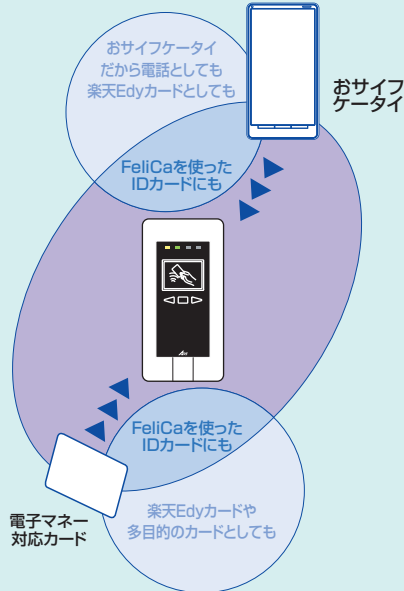 おサイフケータイ
だから電話としても
楽天Edyカードとしても
おサイフ
ケータイ
FeliCaを使った
IDカードにも
FeliCaを使った
IDカードにも
電子マネー
対応カード
楽天Edyカードや
多目的のカードとしても